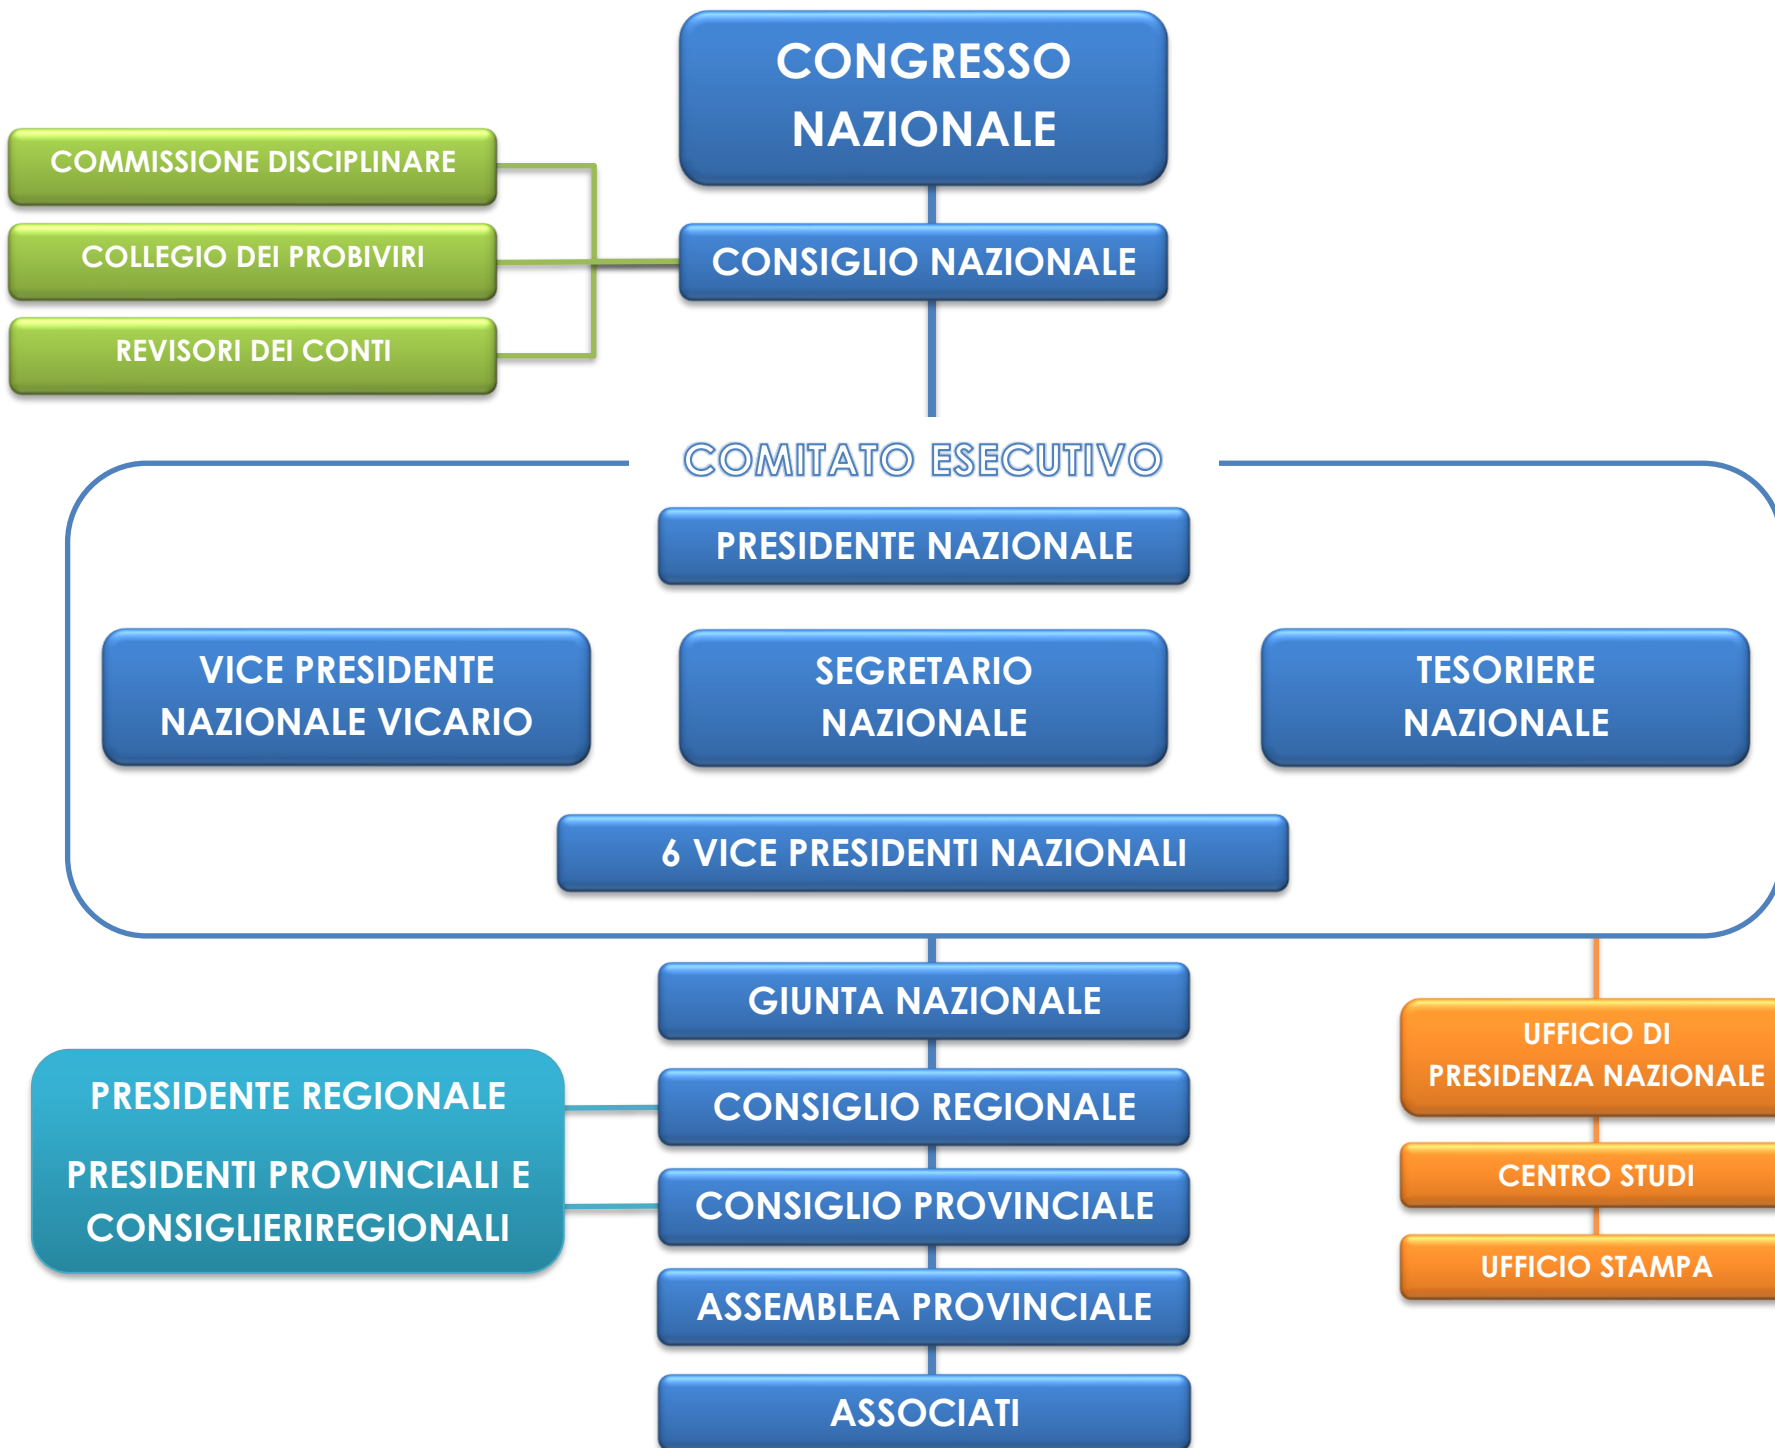 CONGRESSO
NAZIONALE
COMMISSIONE DISCIPLINARE
COLLEGIO DEI PROBIVIRI
CONSIGLIO NAZIONALE
REVISORI DEI CONTI
COMITATO ESECUTIVO
PRESIDENTE NAZIONALE
VICE PRESIDENTE
NAZIONALE VICARIO
SEGRETARIO
NAZIONALE
TESORIERE
NAZIONALE
6 VICE PRESIDENTI NAZIONALI
GIUNTA NAZIONALE
UFFICIO DI
PRESIDENZA NAZIONALE
PRESIDENTE REGIONALE
PRESIDENTI PROVINCIALI E
CONSIGLIERIREGIONALI
CONSIGLIO REGIONALE
CONSIGLIO PROVINCIALE
CENTRO STUDI
UFFICIO STAMPA
ASSEMBLEA PROVINCIALE
ASSOCIATI